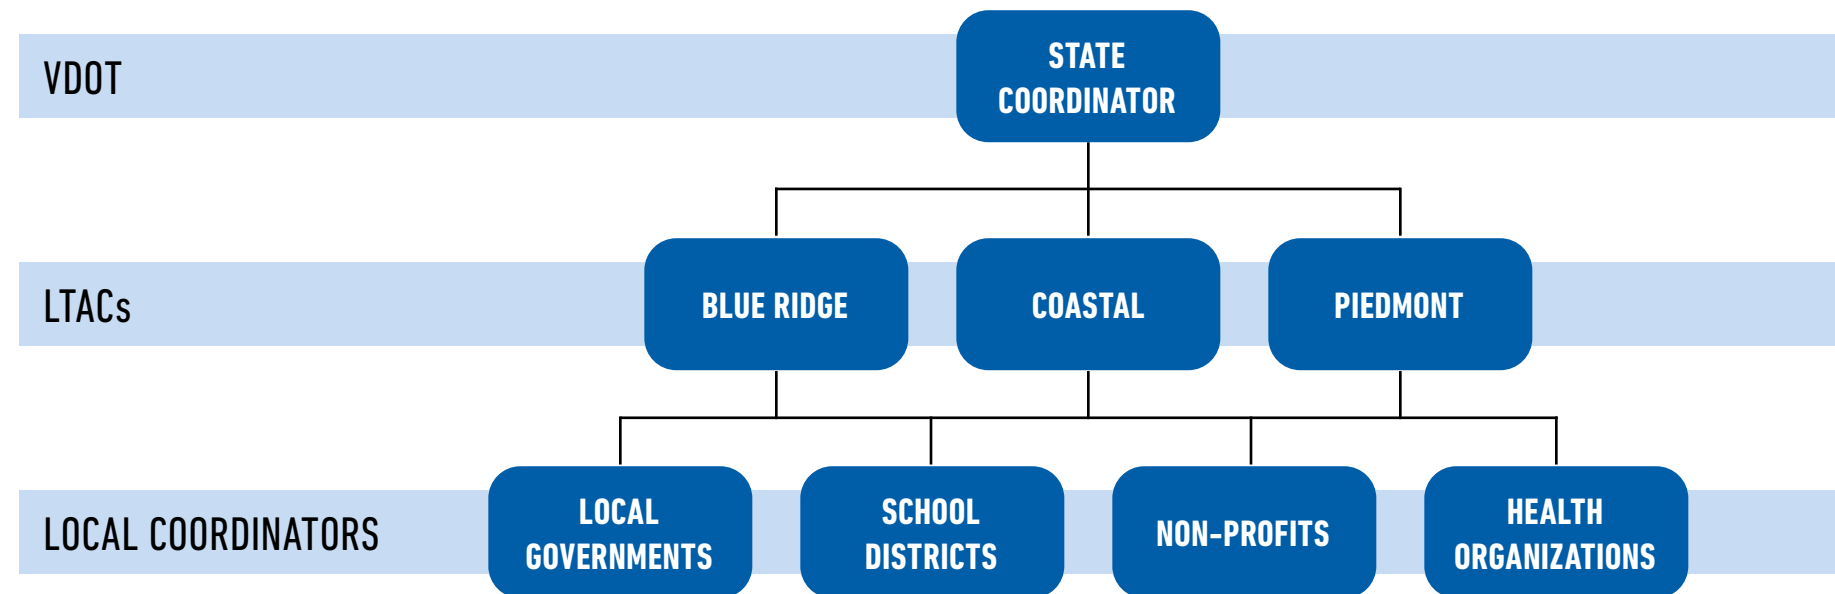 VDOT
STATE
COORDINATOR
LTACs
BLUE RIDGE
COASTAL
PIEDMONT
LOCAL COORDINATORS
LOCAL
GOVERNMENTS
SCHOOL
DISTRICTS
NON-PROFITS
HEALTH
ORGANIZATIONS